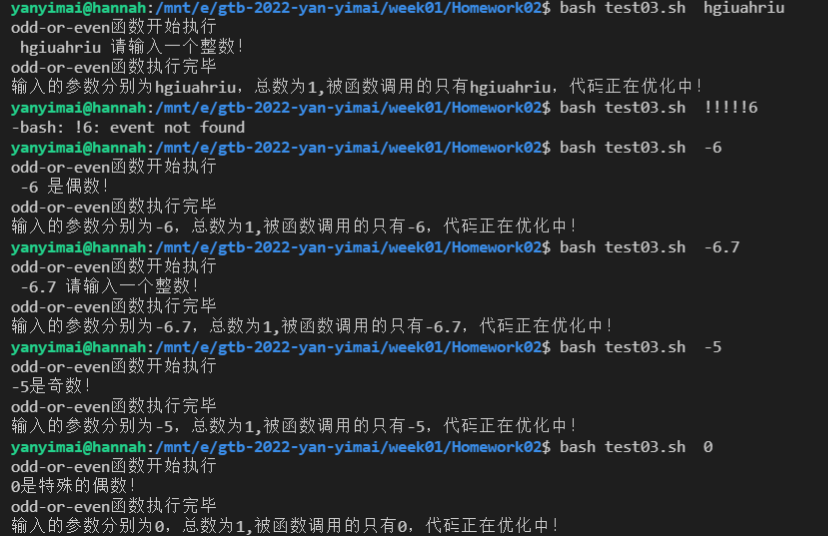 yanyimai@hannah:/mnt/e/gtb-2022-yan-yimai/week01/Homework02$ bash test03.sh  hgiuahriu
odd-or-even函数开始执行
 hgiuahriu 请输入一个整数!
odd-or-even函数执行完毕
输入的参数分别为hgiuahriu，总数为1,被函数调用的只有hgiuahriu，代码正在优化中!
yanyimai@hannah:/mnt/e/gtb-2022-yan-yimai/week01/Homework02$ bash test03.sh  !!!!!6
-bash: !6: event not found
yanyimai@hannah:/mnt/e/gtb-2022-yan-yimai/week01/Homework02$ bash test03.sh  -6
odd-or-even函数开始执行
 -6 是偶数!
odd-or-even函数执行完毕
输入的参数分别为-6，总数为1,被函数调用的只有-6，代码正在优化中!
yanyimai@hannah:/mnt/e/gtb-2022-yan-yimai/week01/Homework02$ bash test03.sh  -6.7
odd-or-even函数开始执行
 -6.7 请输入一个整数!
odd-or-even函数执行完毕
输入的参数分别为-6.7，总数为1,被函数调用的只有-6.7，代码正在优化中!
yanyimai@hannah:/mnt/e/gtb-2022-yan-yimai/week01/Homework02$ bash test03.sh  -5
odd-or-even函数开始执行
-5是奇数!
odd-or-even函数执行完毕
输入的参数分别为-5，总数为1,被函数调用的只有-5，代码正在优化中!
yanyimai@hannah:/mnt/e/gtb-2022-yan-yimai/week01/Homework02$ bash test03.sh  0
odd-or-even函数开始执行
0是特殊的偶数!
odd-or-even函数执行完毕
输入的参数分别为0，总数为1,被函数调用的只有0，代码正在优化中!